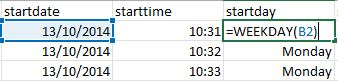 startdate starttime startday
13/10/2014 10:31 =WEEKDAY(B2)
13/10/2014 10:32 Monday
13/10/2014 10:33 Monday